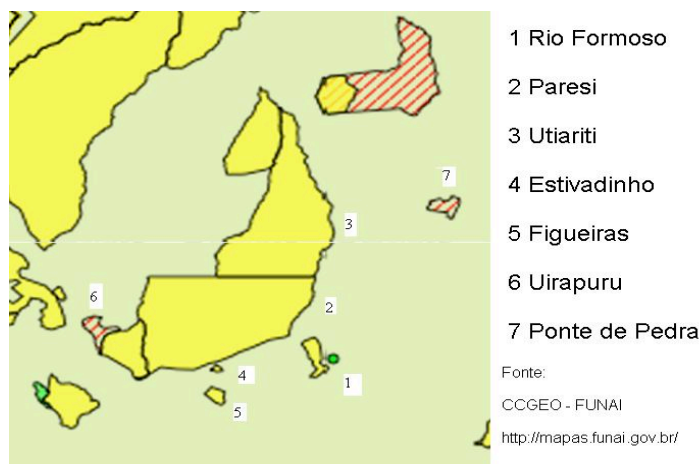 1 Rio Formoso
2 Paresi
3 Utiariti
4 Estivadinho
5 Figueiras
6 Uirapuru
7 Ponte de Pedra
Fonte:
CCGEO - FUNAI
http://mapas.funai.gov.br/
7
3
6
2
4
1
5